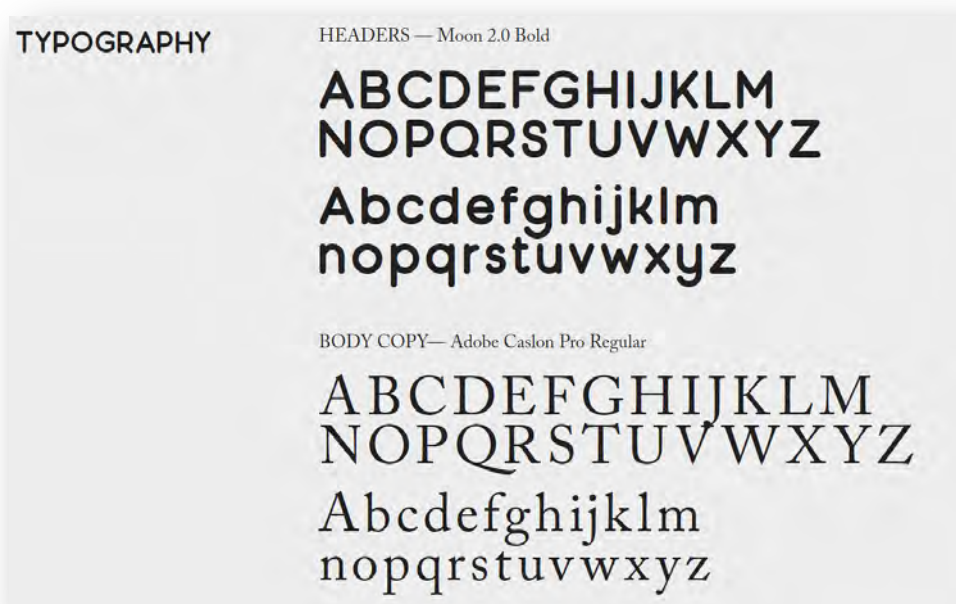 TYPOGRAPHY
HEADERS — Moon 2.0 Bold
ABCDEFGHIJKLM
NOPQRSTUVWXYZ
Abcdefghijklm
nopqrstuvwxyz
BODY COPY— Adobe Caslon Pro Regular
ABCDEFGHIJKLM
NOPQRSTUVWXYZ
Abcdefghijklm
nopqrstuvwxyz